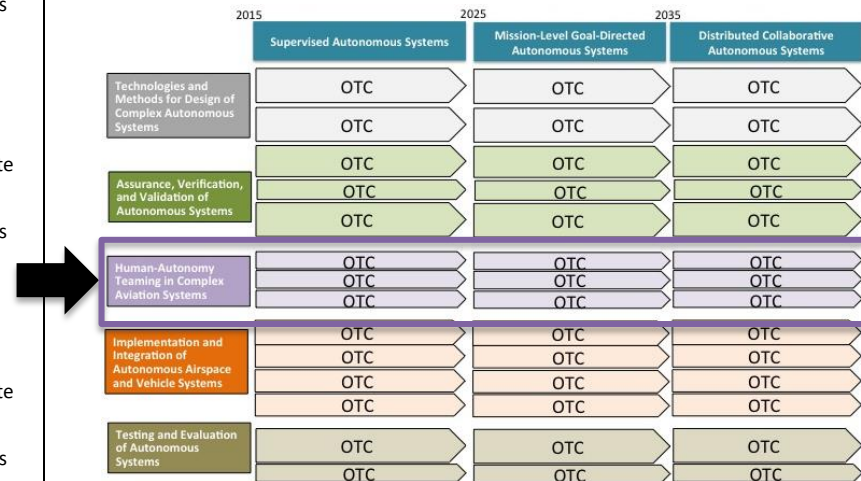 2015 2025 2035
Supervised Autonomous Systems
Mission-Level Goal-Directed
Autonomous Systems
Distributed Collaborative
Autonomous Systems
Technologies and
Methods for Design of
Complex Autonomous
Systems
OTC OTC OTC
OTC OTC OTC
Assurance, Verification,
and Validation of
Autonomous Systems
OTC OTC OTC
OTC OTC OTC
OTC OTC OTC
Human-Autonomy
Teaming in Complex
Aviation Systems
OTC OTC OTC
OTC OTC OTC
OTC OTC OTC
Implementation and
Integration of
Autonomous Airspace
and Vehicle Systems
OTC OTC OTC
OTC OTC OTC
OTC OTC OTC
OTC OTC OTC
Testing and Evaluation
of Autonomous
Systems
OTC OTC OTC
OTC OTC OTC